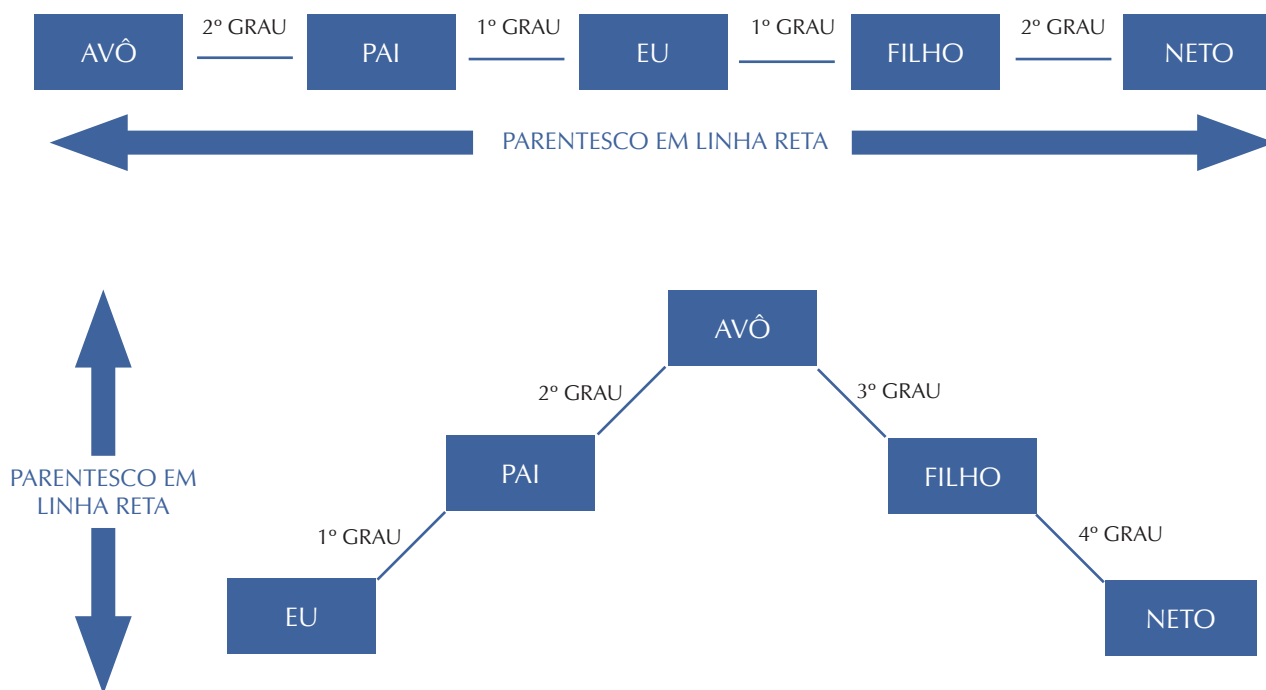 2º GRAU
1º GRAU
1º GRAU
2º GRAU
AVÔ
PAI
EU
FILHO
NETO
PARENTESCO EM LINHA RETA
AVÔ
2º GRAU
3º GRAU
PAI
FILHO
PARENTESCO EM
LINHA RETA
1º GRAU
4º GRAU
EU
NETO